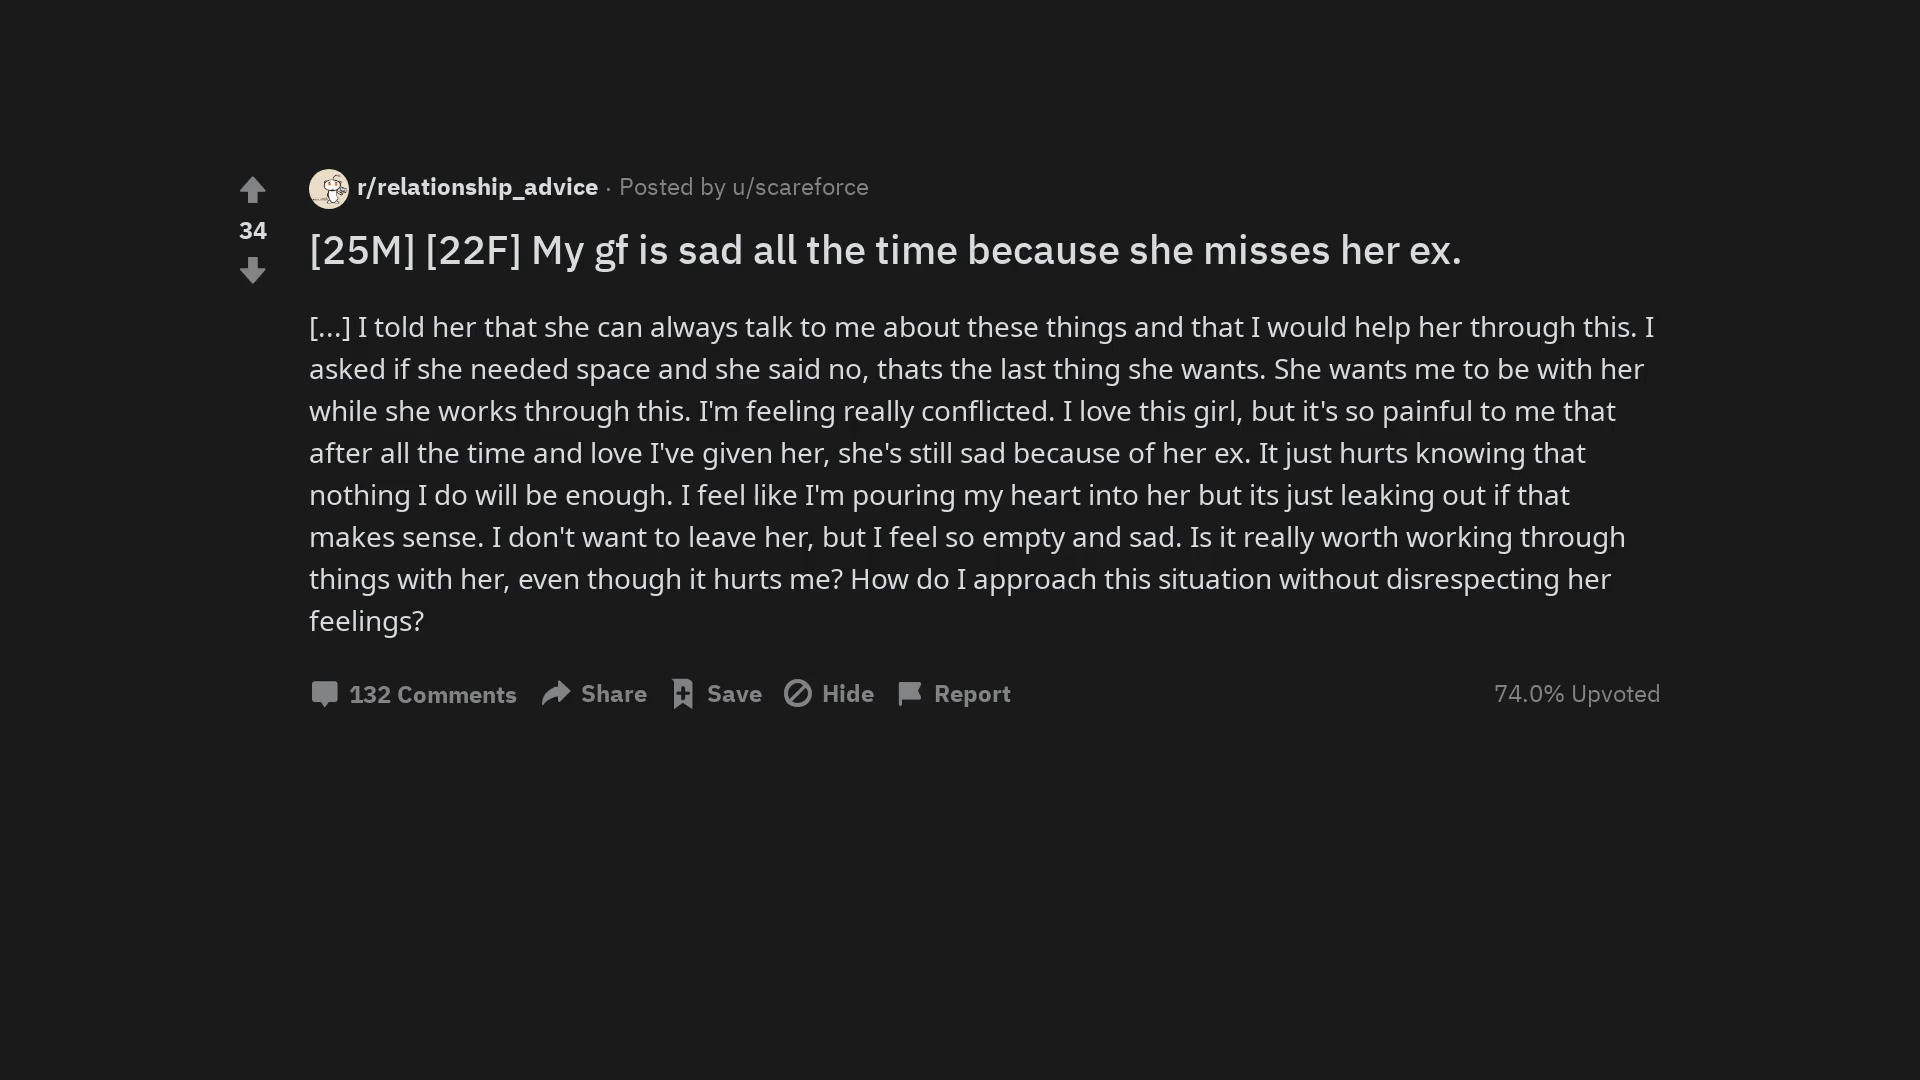 r/relationship_advice · Posted by u/scareforce
34
[25M] [22F] My gf is sad all the time because she misses her ex.
[...] I told her that she can always talk to me about these things and that I would help her through this. I
asked if she needed space and she said no, thats the last thing she wants. She wants me to be with her
while she works through this. I'm feeling really conflicted. I love this girl, but it's so painful to me that
after all the time and love I've given her, she's still sad because of her ex. It just hurts knowing that
nothing I do will be enough. I feel like I'm pouring my heart into her but its just leaking out if that
makes sense. I don't want to leave her, but I feel so empty and sad. Is it really worth working through
things with her, even though it hurts me? How do I approach this situation without disrespecting her
feelings?
132 Comments Share Save Hide Report 74.0% Upvoted